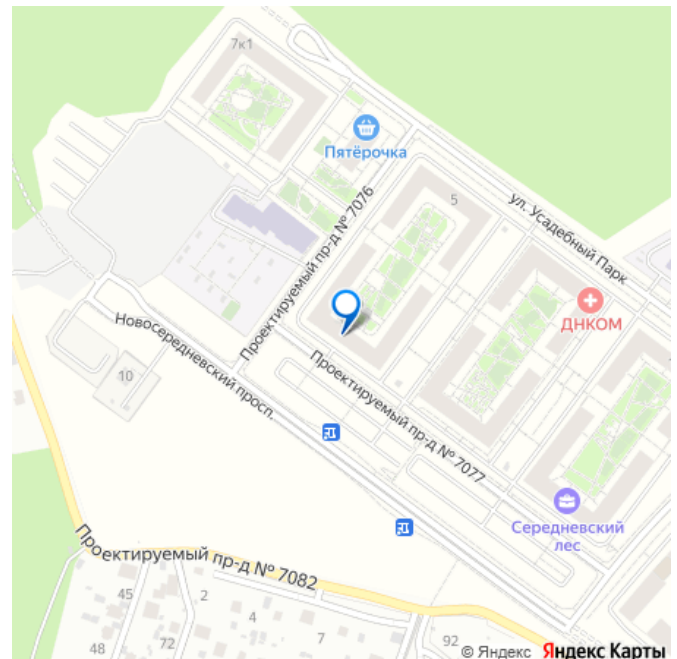 7к1
Пятёрочка
5
ул. Усадебный Парк
Проектируемый пр-д № 7076
ДНКОМ
Новосередневский просп.
10
Проектируемый пр-д № 7077
Середневский
лес
Проектируемый пр-д № 7082
45
2
4
7
48
72
92
© Яндекс Яндекс Карты